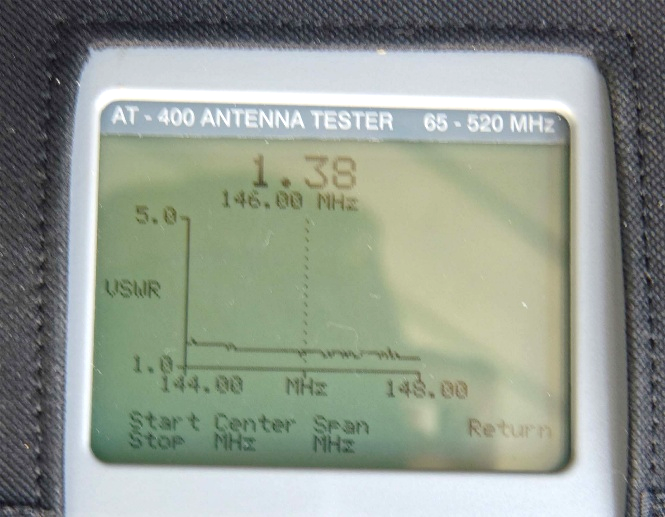 AT - 400 ANTENNA TESTER 65 - 520 MHz
1.38
146.00 MHz
5.0
VSWR
1.0
144.00 MHz 148.00
Start Center Span Return
Stop MHz MHz